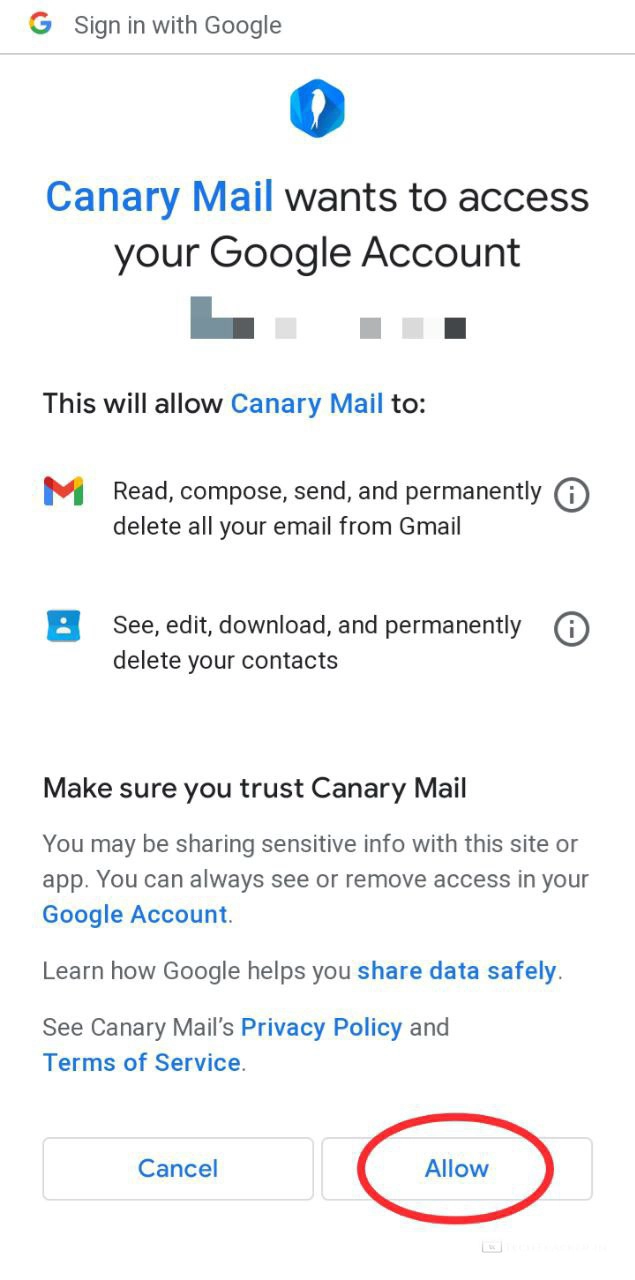 Sign in with Google
Canary Mail wants to access
your Google Account
This will allow Canary Mail to:
Read, compose, send, and permanently
delete all your email from Gmail
See, edit, download, and permanently
delete your contacts
Make sure you trust Canary Mail
You may be sharing sensitive info with this site or
app. You can always see or remove access in your
Google Account.
Learn how Google helps you share data safely.
See Canary Mail's Privacy Policy and
Terms of Service.
Cancel
Allow